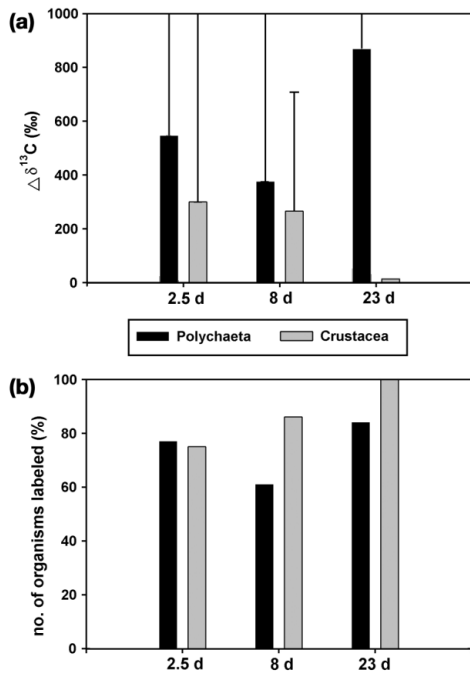 (a)
△ δ¹³C (‰)
1000
800
600
400
200
0
2.5 d 8 d 23 d
Polychaeta Crustacea
(b)
no. of organisms labeled (%)
100
80
60
40
20
0
2.5 d 8 d 23 d